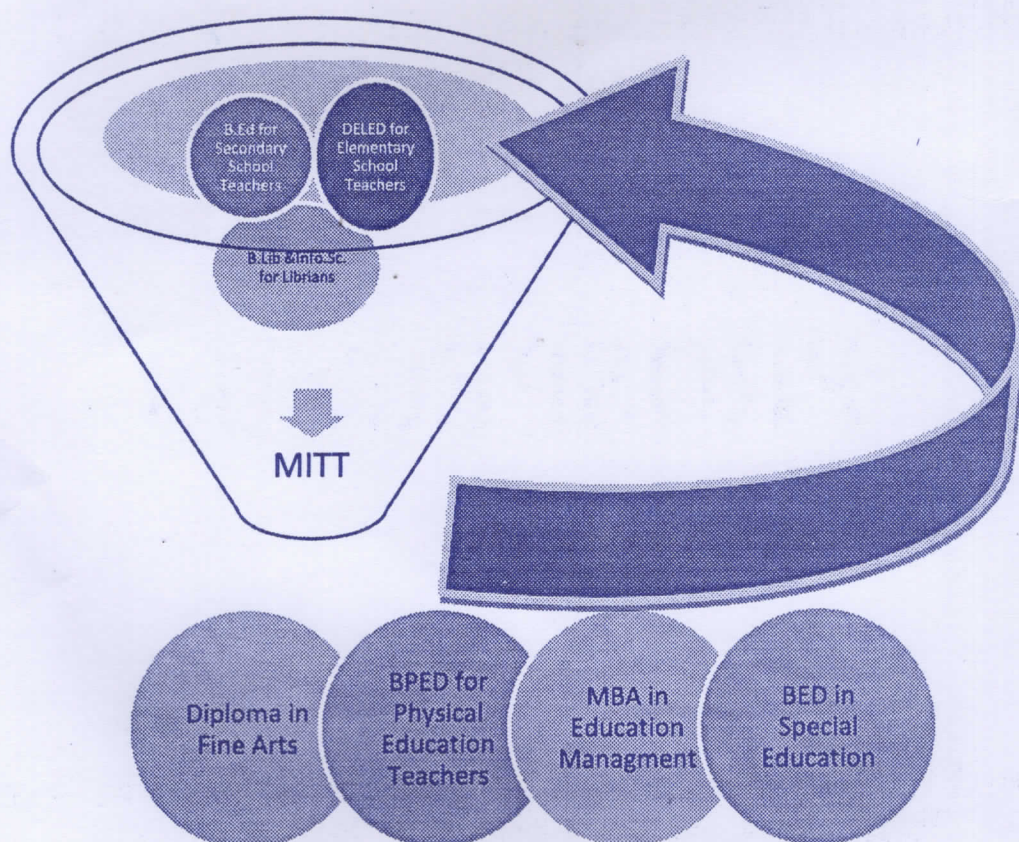 B.Ed for
Secondary
School
Teachers
DELED for
Elementary
School
Teachers
B.Lib &Info.Sc.
for Librians
MITT
Diploma in
Fine Arts
BPED for
Physical
Education
Teachers
MBA in
Education
Managment
BED in
Special
Education